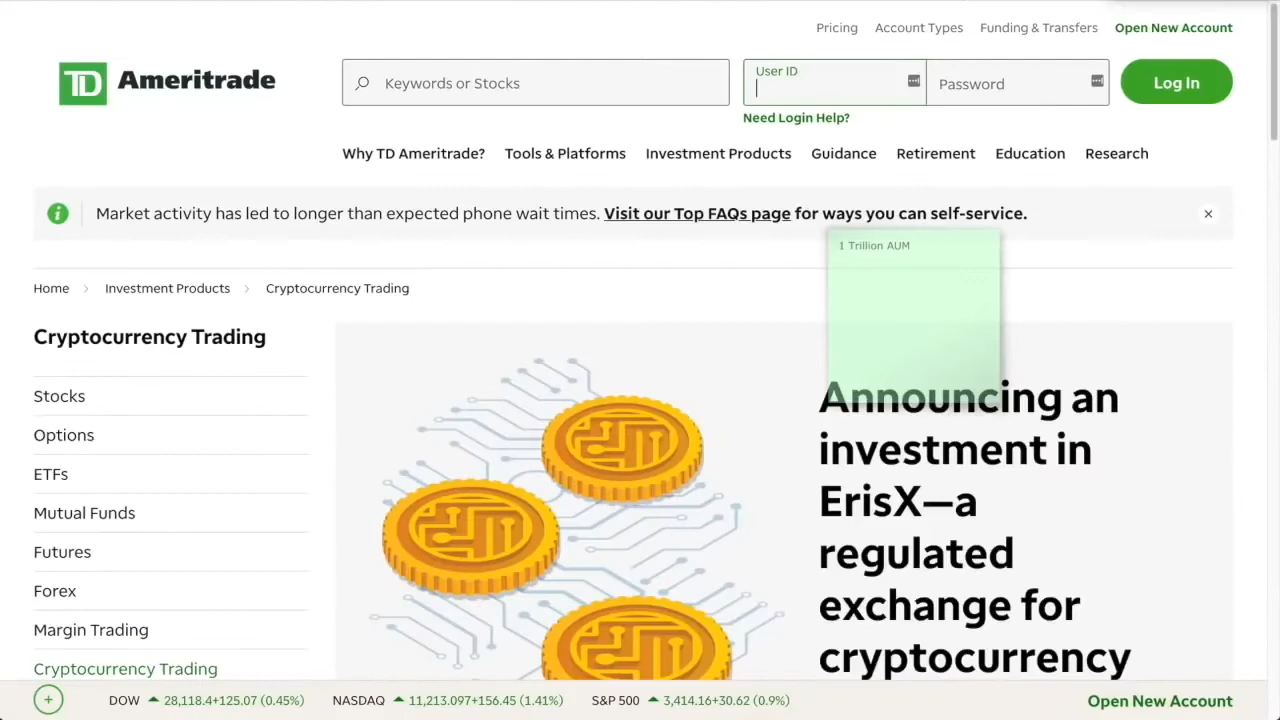 Pricing Account Types Funding & Transfers Open New Account
TD Ameritrade
Keywords or Stocks
User ID
Password
Log In
Need Login Help?
Why TD Ameritrade? Tools & Platforms Investment Products Guidance Retirement Education Research
Market activity has led to longer than expected phone wait times. Visit our Top FAQs page for ways you can self-service.
1 Trillion AUM
Home Investment Products Cryptocurrency Trading
Cryptocurrency Trading
Stocks
Options
ETFs
Mutual Funds
Futures
Forex
Margin Trading
Cryptocurrency Trading
Announcing an
investment in
ErisX—a
regulated
exchange for
cryptocurrency
DOW 28,118.4+125.07 (0.45%) NASDAQ 11,213.097+156.45 (1.41%) S&P 500 3,414.16+30.62 (0.9%) Open New Account